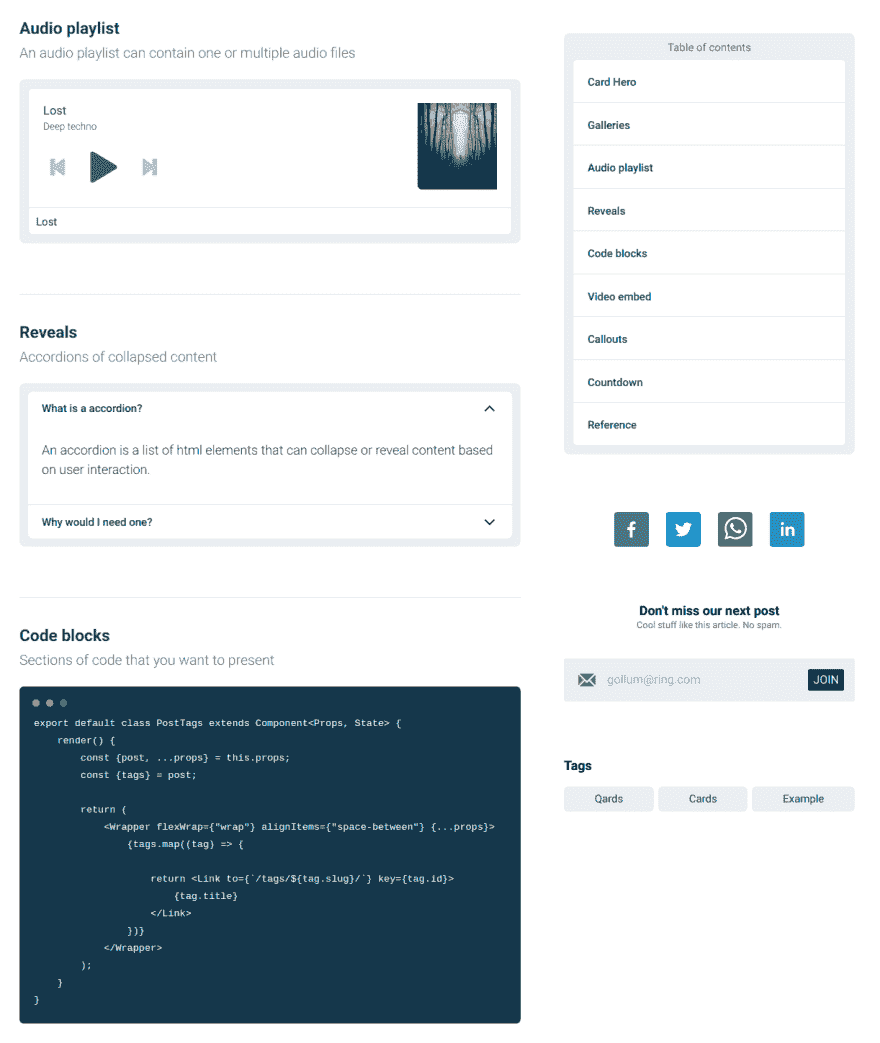 Audio playlist
An audio playlist can contain one or multiple audio files
Lost
Deep techno
Lost
Reveals
Accordions of collapsed content
What is a accordion?
An accordion is a list of html elements that can collapse or reveal content based
on user interaction.
Why would I need one?
Code blocks
Sections of code that you want to present
export default class PostTags extends Component<Props, State> {
    render() {
        const {post, ...props} = this.props;
        const {tags} = post;
        return (
            <Wrapper flexWrap={"wrap"} alignItems={"space-between"} {...props}>
                {tags.map((tag) => {
                    return <Link to={`/tags/${tag.slug}/`} key={tag.id}>
                        {tag.title}
                    </Link>
                })}
            </Wrapper>
        );
    }
}
Table of contents
Card Hero
Galleries
Audio playlist
Reveals
Code blocks
Video embed
Callouts
Countdown
Reference
Don't miss our next post
Cool stuff like this article. No spam.
gollum@ring.com JOIN
Tags
Qards Cards Example